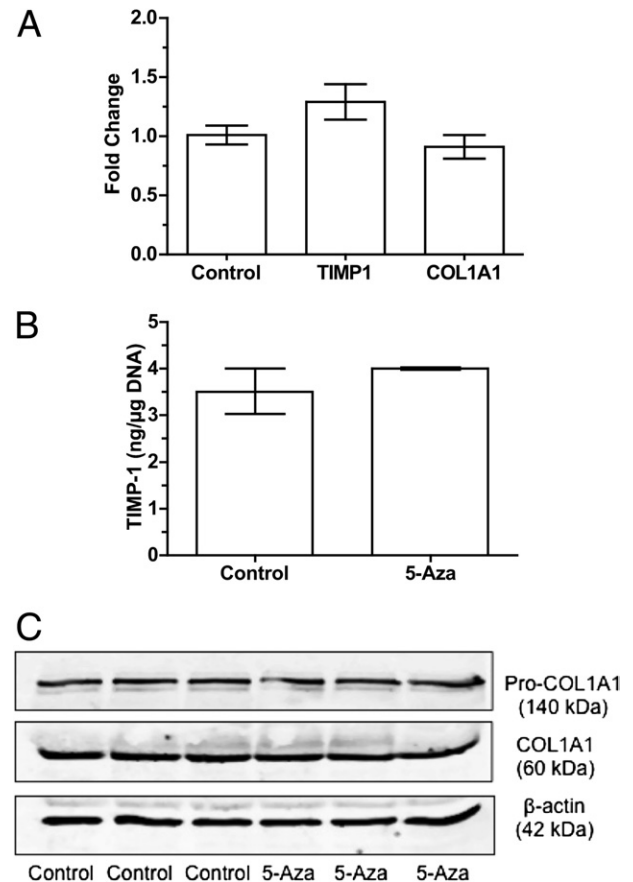 A
2.0
1.5
1.0
0.5
0.0
Fold Change
Control TIMP1 COL1A1
B
5
4
3
2
1
0
TIMP-1 (ng/µg DNA)
Control 5-Aza
C
Pro-COL1A1
(140 kDa)
COL1A1
(60 kDa)
β-actin
(42 kDa)
Control Control Control 5-Aza 5-Aza 5-Aza